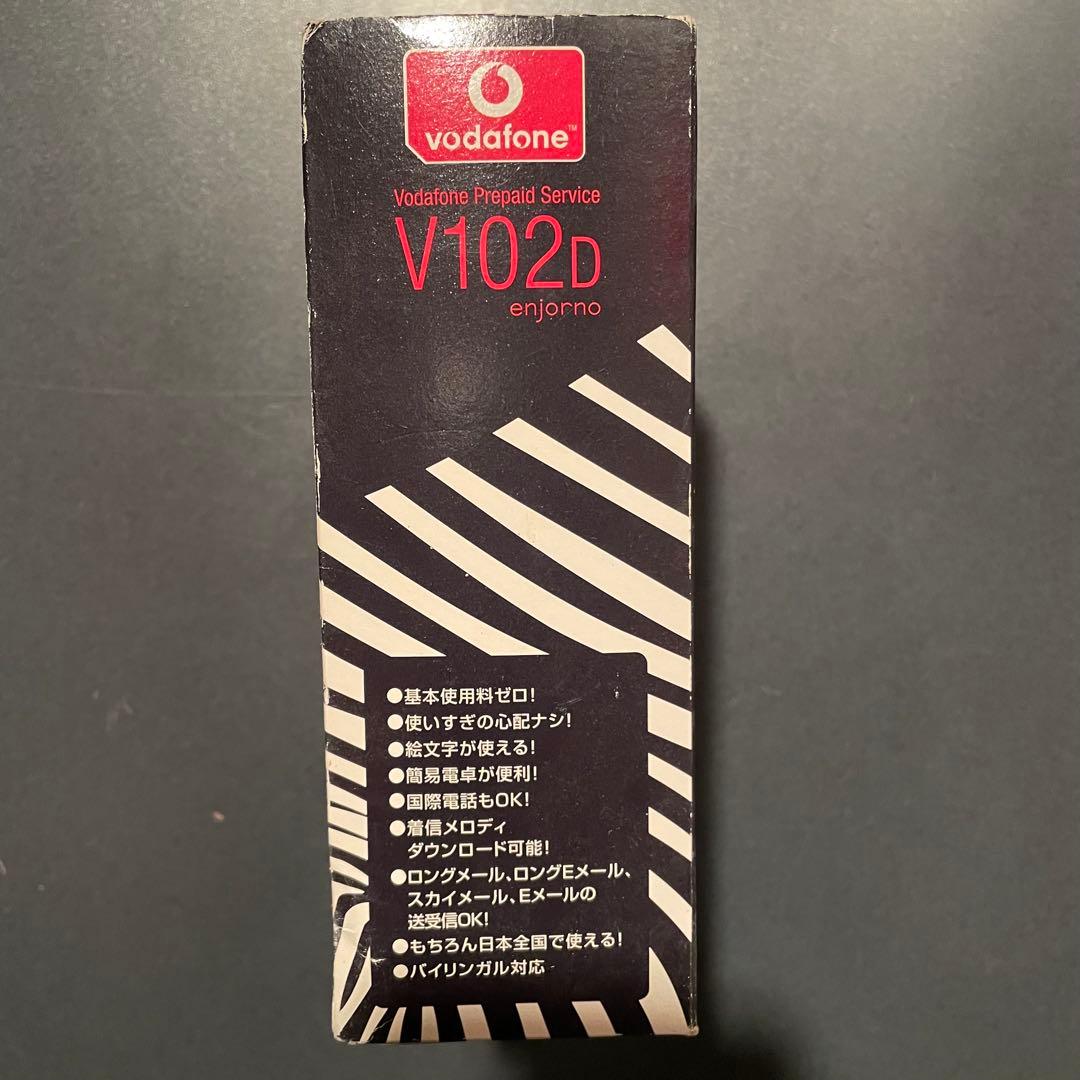 vodafone™
Vodafone Prepaid Service
V102D
enjorno
●基本使用料ゼロ!
●使いすぎの心配ナシ!
●絵文字が使える!
●簡易電卓が便利!
●国際電話もOK!
●着信メロディ
ダウンロード可能!
●ロングメール、ロングEメール、
スカイメール、Eメールの
送受信OK!
●もちろん日本全国で使える!
●バイリンガル対応